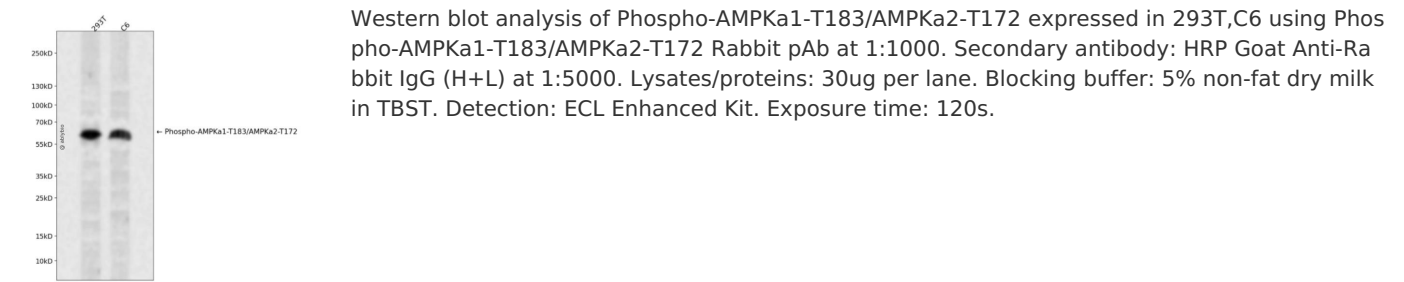 293T C6
250kD
130kD
100kD
70kD
55kD
35kD
25kD
15kD
10kD
← Phospho-AMPKa1-T183/AMPKa2-T172
Western blot analysis of Phospho-AMPKa1-T183/AMPKa2-T172 expressed in 293T,C6 using Phos
pho-AMPKa1-T183/AMPKa2-T172 Rabbit pAb at 1:1000. Secondary antibody: HRP Goat Anti-Ra
bbit IgG (H+L) at 1:5000. Lysates/proteins: 30ug per lane. Blocking buffer: 5% non-fat dry milk
in TBST. Detection: ECL Enhanced Kit. Exposure time: 120s.